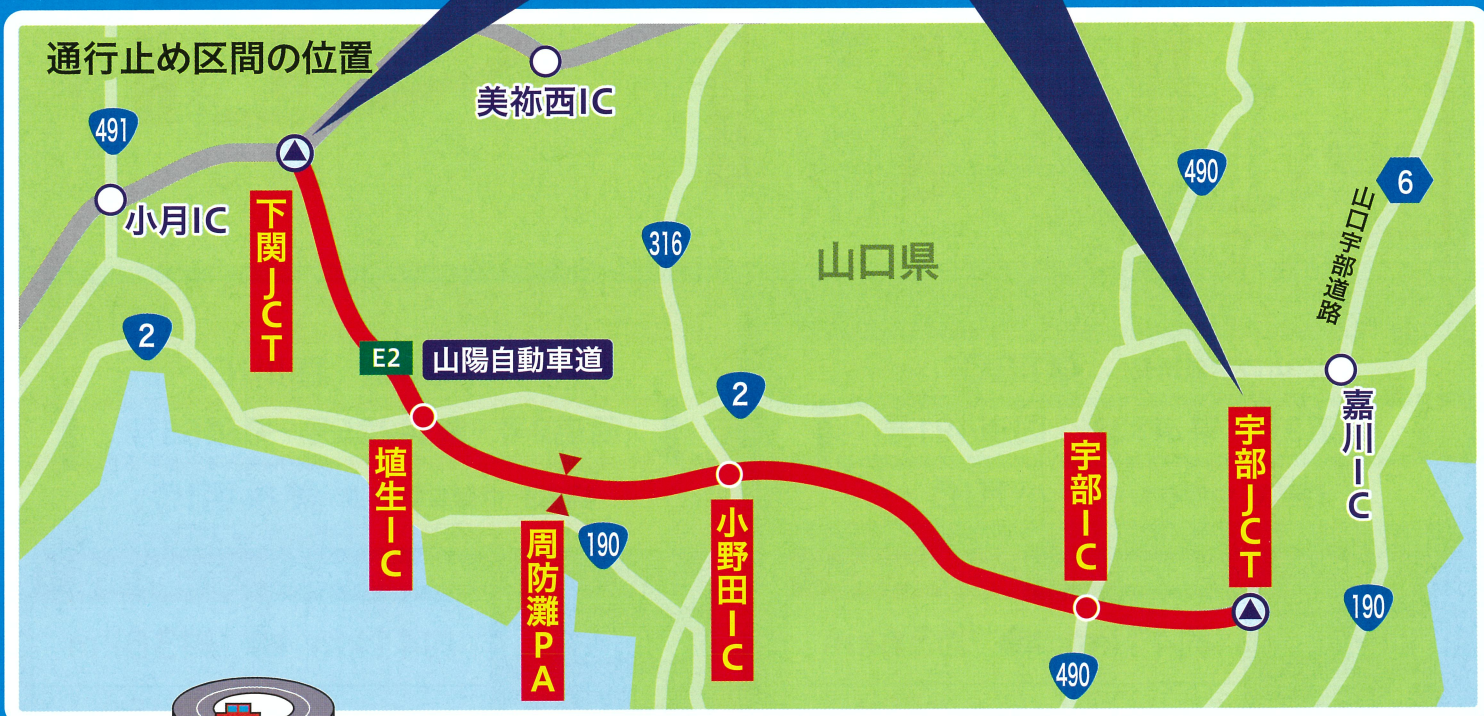 通行止め区間の位置
美祢西IC
491
小月IC
下関JCT
316
490
6
山口宇部道路
山口県
2
E2
山陽自動車道
2
嘉川IC
埴生IC
周防灘PA
190
小野田IC
宇部IC
宇部JCT
190
490